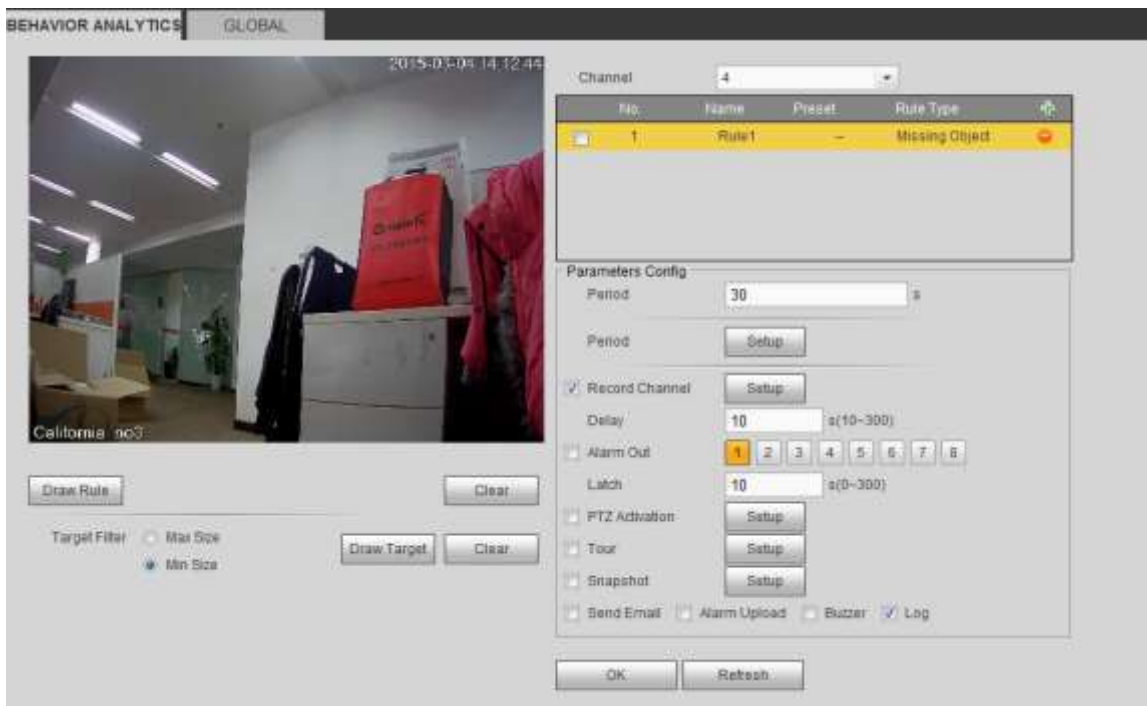 BEHAVIOR ANALYTICS
GLOBAL
2015-03-04 14:12:44
California no3
Draw Rule
Clear
Target Filter
Max Size
Min Size
Draw Target
Clear
Channel
4
No. Name Preset Rule Type
1 Rule1 -- Missing Object
Parameters Config
Period 30 s
Period Setup
Record Channel Setup
Delay 10 s(10~300)
Alarm Out 1 2 3 4 5 6 7 8
Latch 10 s(0~300)
PTZ Activation Setup
Tour Setup
Snapshot Setup
Send Email Alarm Upload Buzzer Log
OK Refresh